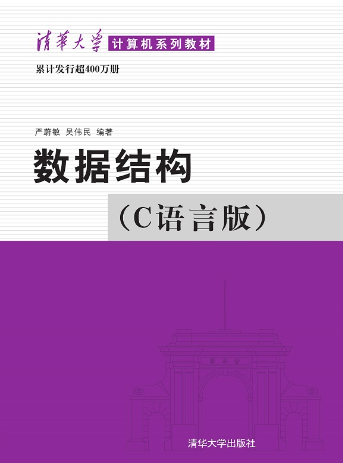 清华大学 计算机系列教材
累计发行超400万册
严蔚敏 吴伟民 编著
数据结构
（C语言版）
清华大学出版社